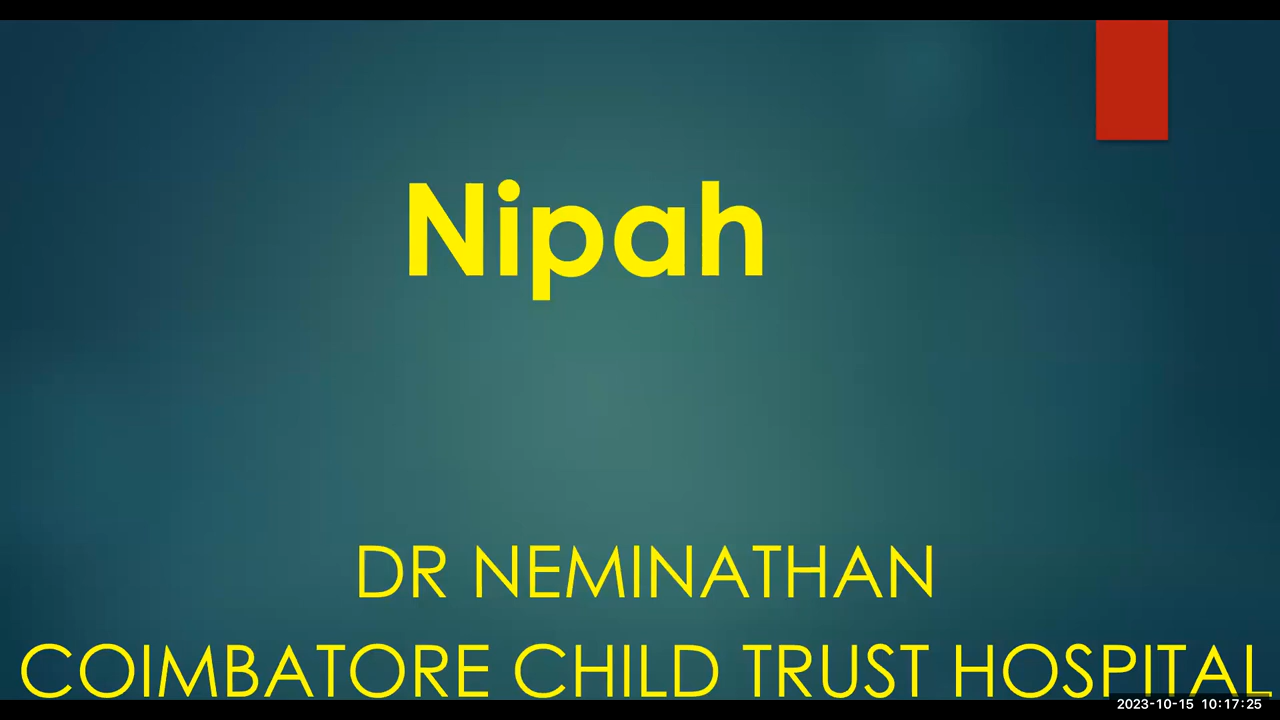 Nipah
DR NEMINATHAN
COIMBATORE CHILD TRUST HOSPITAL
2023-10-15 10:17:25